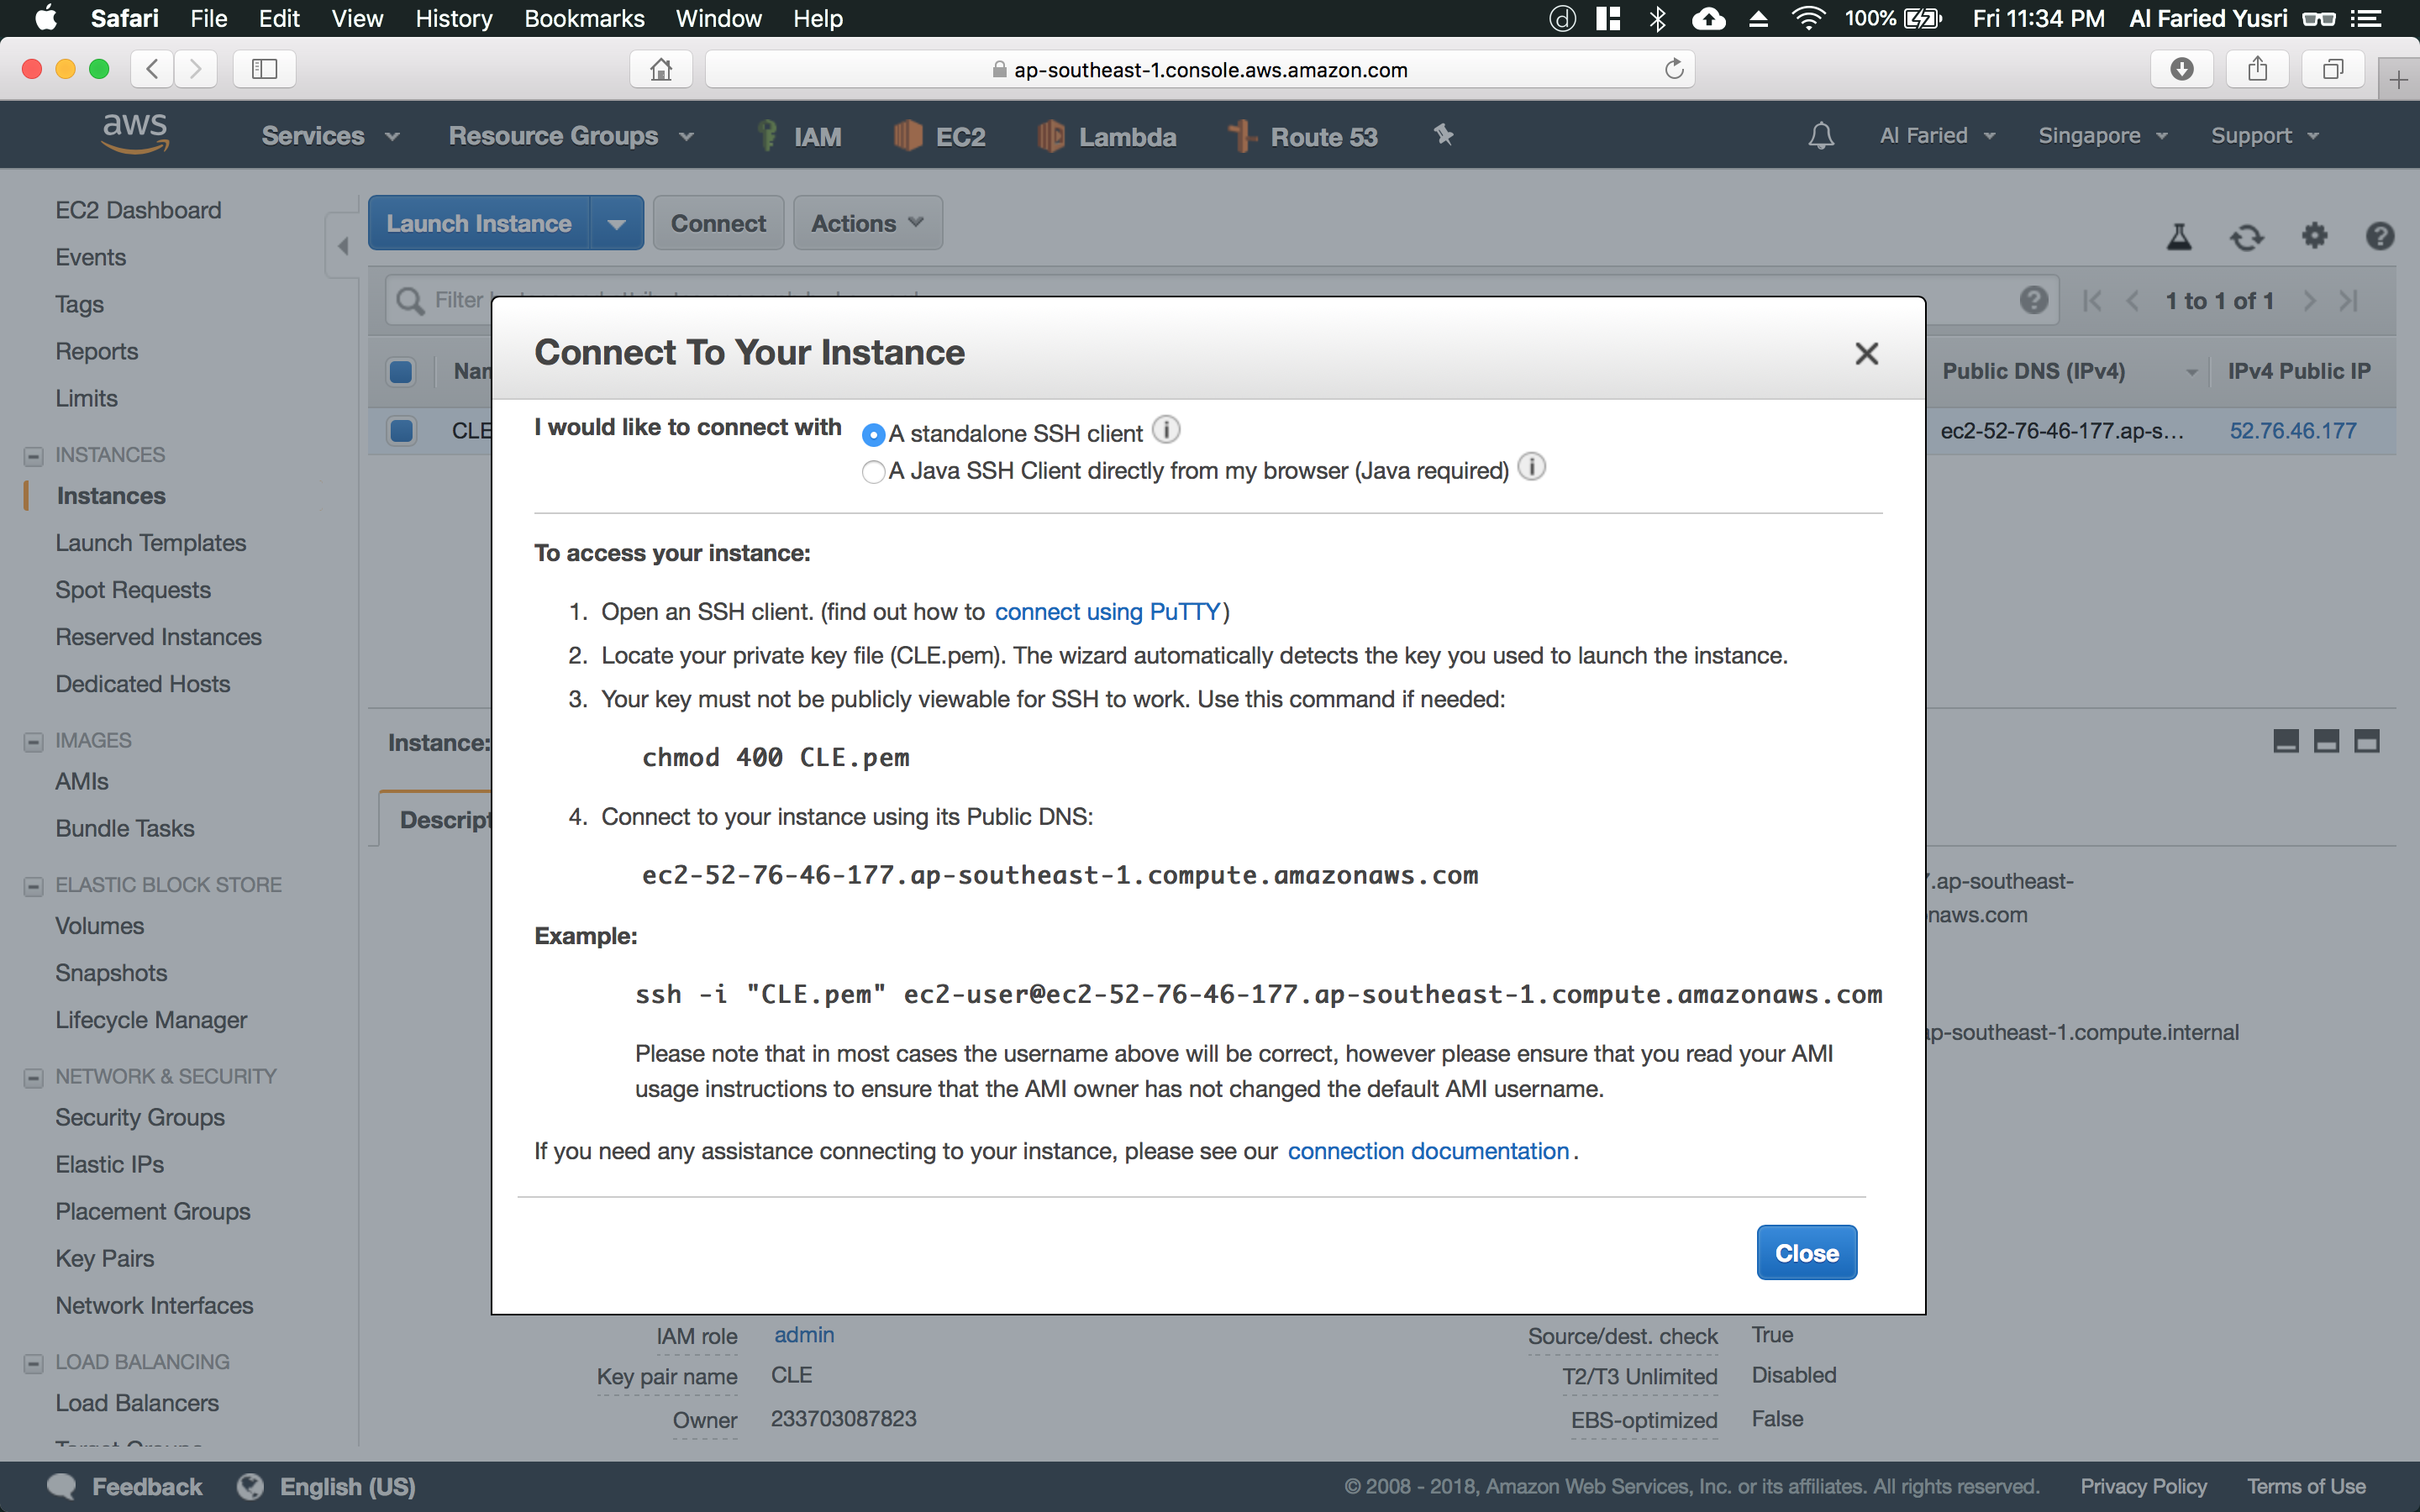 Safari File Edit View History Bookmarks Window Help 100% Fri 11:34 PM Al Faried Yusri
ap-southeast-1.console.aws.amazon.com
aws Services Resource Groups IAM EC2 Lambda Route 53 Al Faried Singapore Support
EC2 Dashboard
Events
Tags
Reports
Limits
INSTANCES
Instances
Launch Templates
Spot Requests
Reserved Instances
Dedicated Hosts
IMAGES
AMIs
Bundle Tasks
ELASTIC BLOCK STORE
Volumes
Snapshots
Lifecycle Manager
NETWORK & SECURITY
Security Groups
Elastic IPs
Placement Groups
Key Pairs
Network Interfaces
LOAD BALANCING
Load Balancers
Launch Instance Connect Actions
Filter
1 to 1 of 1
Public DNS (IPv4) IPv4 Public IP
CLE
ec2-52-76-46-177.ap-s... 52.76.46.177
Connect To Your Instance
I would like to connect with A standalone SSH client
A Java SSH Client directly from my browser (Java required)
To access your instance:
1. Open an SSH client. (find out how to connect using PuTTY)
2. Locate your private key file (CLE.pem). The wizard automatically detects the key you used to launch the instance.
3. Your key must not be publicly viewable for SSH to work. Use this command if needed:
chmod 400 CLE.pem
4. Connect to your instance using its Public DNS:
ec2-52-76-46-177.ap-southeast-1.compute.amazonaws.com
Example:
ssh -i "CLE.pem" ec2-user@ec2-52-76-46-177.ap-southeast-1.compute.amazonaws.com
Please note that in most cases the username above will be correct, however please ensure that you read your AMI
usage instructions to ensure that the AMI owner has not changed the default AMI username.
If you need any assistance connecting to your instance, please see our connection documentation.
Close
Instance:
Descript
.ap-southeast-
naws.com
p-southeast-1.compute.internal
IAM role admin
Key pair name CLE
Owner 233703087823
Source/dest. check True
T2/T3 Unlimited Disabled
EBS-optimized False
Feedback English (US) © 2008 - 2018, Amazon Web Services, Inc. or its affiliates. All rights reserved. Privacy Policy Terms of Use